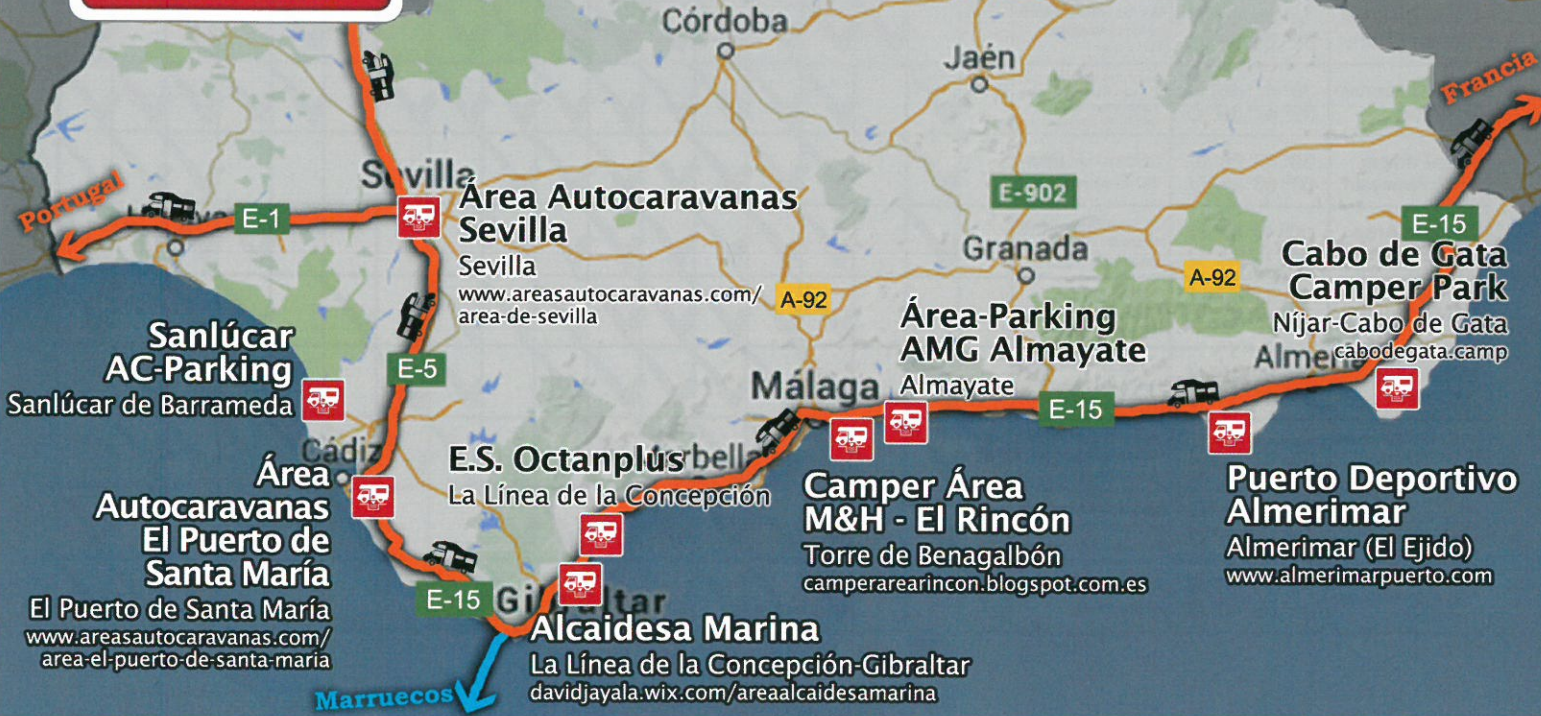 Córdoba
Jaén
Francia
Sevilla
Portugal
E-1
Área Autocaravanas
Sevilla
Sevilla
www.areasautocaravanas.com/
area-de-sevilla
E-902
Granada
A-92
A-92
E-15
Cabo de Gata
Camper Park
Níjar-Cabo de Gata
cabodegata.camp
Sanlúcar
AC-Parking
Sanlúcar de Barrameda
E-5
Área-Parking
AMG Almayate
Almayate
Málaga
E-15
Cádiz
Área
Autocaravanas
El Puerto de
Santa María
El Puerto de Santa María
www.areasautocaravanas.com/
area-el-puerto-de-santa-maria
E.S. Octanplus
La Línea de la Concepción
Camper Área
M&H - El Rincón
Torre de Benagalbón
camperarearincon.blogspot.com.es
Puerto Deportivo
Almerimar
Almerimar (El Ejido)
www.almerimarpuerto.com
E-15
Gibraltar
Alcaidesa Marina
La Línea de la Concepción-Gibraltar
davidjayala.wix.com/areaalcaidesamarina
Marruecos